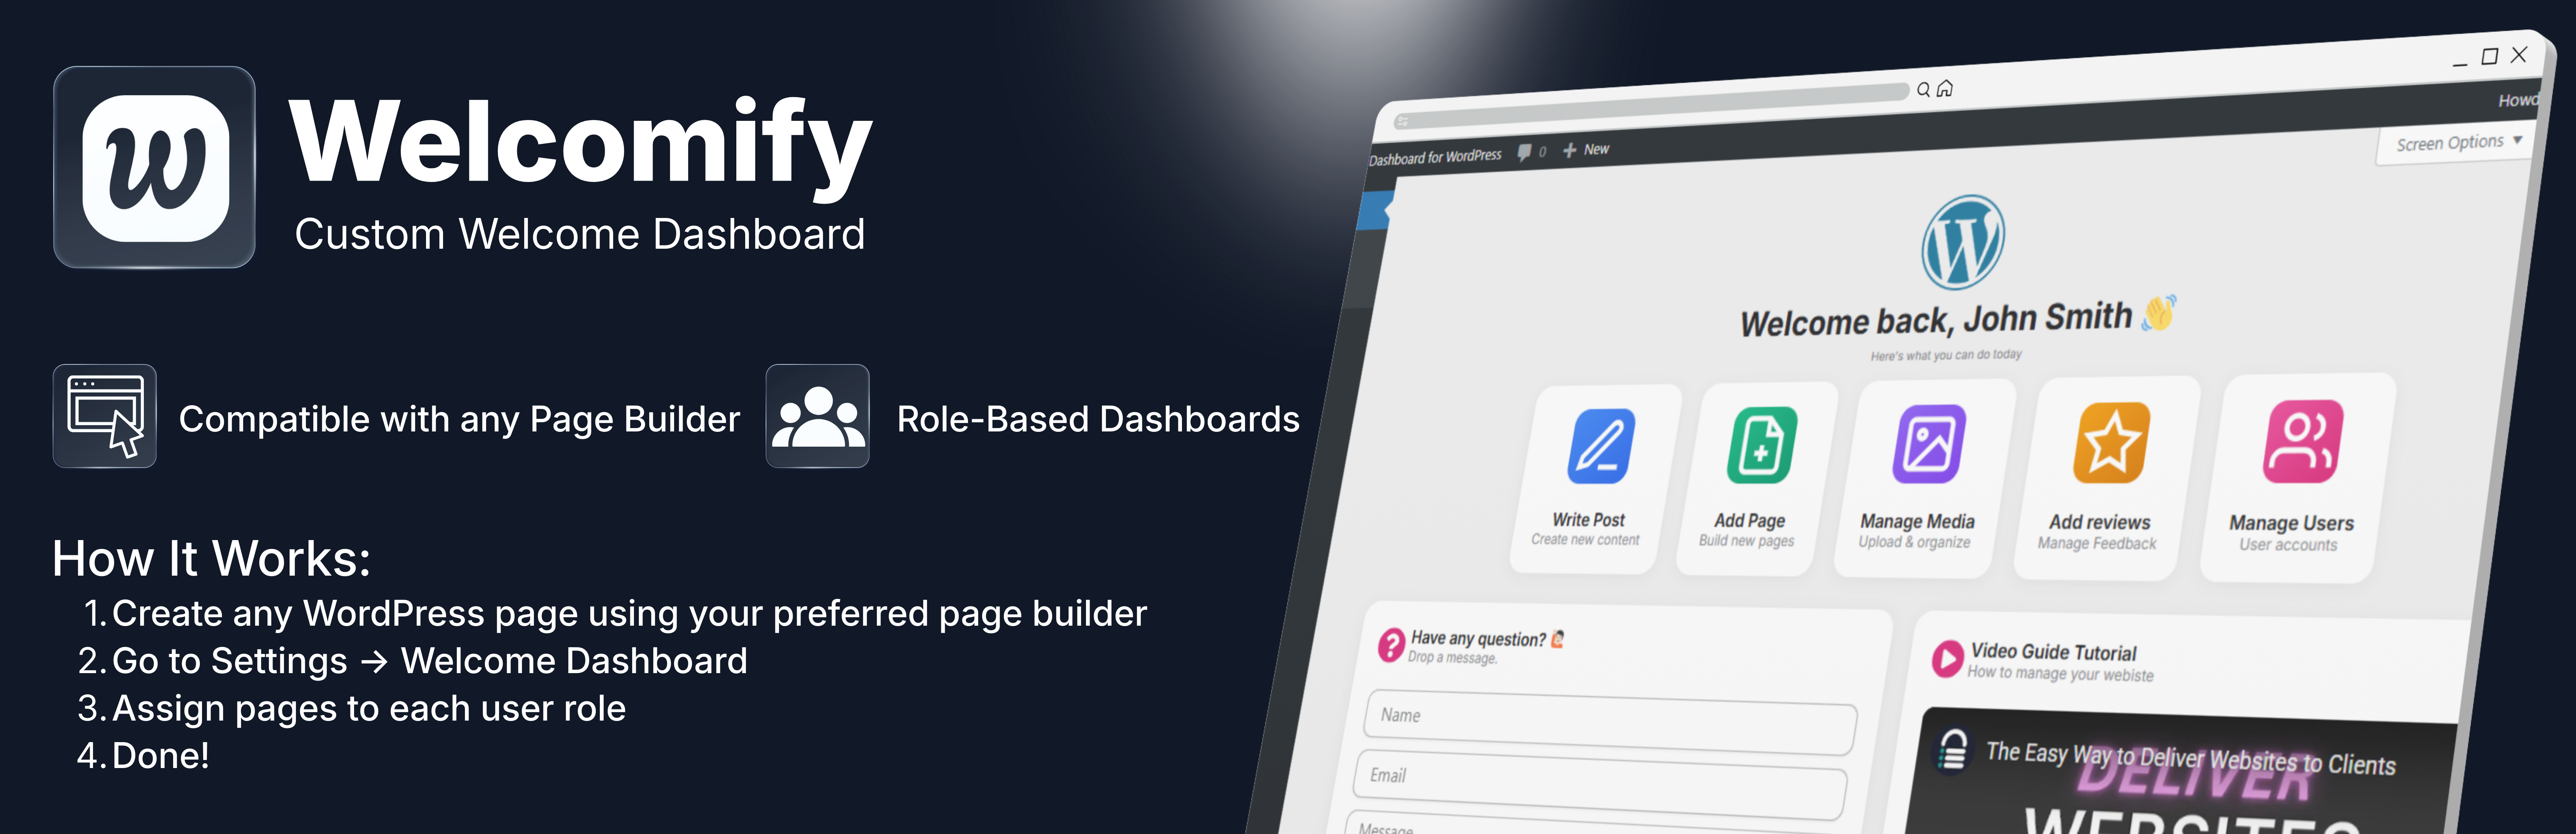 Welcomify
Custom Welcome Dashboard
Compatible with any Page Builder
Role-Based Dashboards
How It Works:
1. Create any WordPress page using your preferred page builder
2. Go to Settings → Welcome Dashboard
3. Assign pages to each user role
4. Done!
Dashboard for WordPress
0
New
Howd
Screen Options
Welcome back, John Smith 👋
Here's what you can do today
Write Post
Create new content
Add Page
Build new pages
Manage Media
Upload & organize
Add reviews
Manage Feedback
Manage Users
User accounts
Have any question?
Drop a message.
Name
Email
Message
Video Guide Tutorial
How to manage your webiste
The Easy Way to Deliver Websites to Clients
DELIVER
WEBSITES